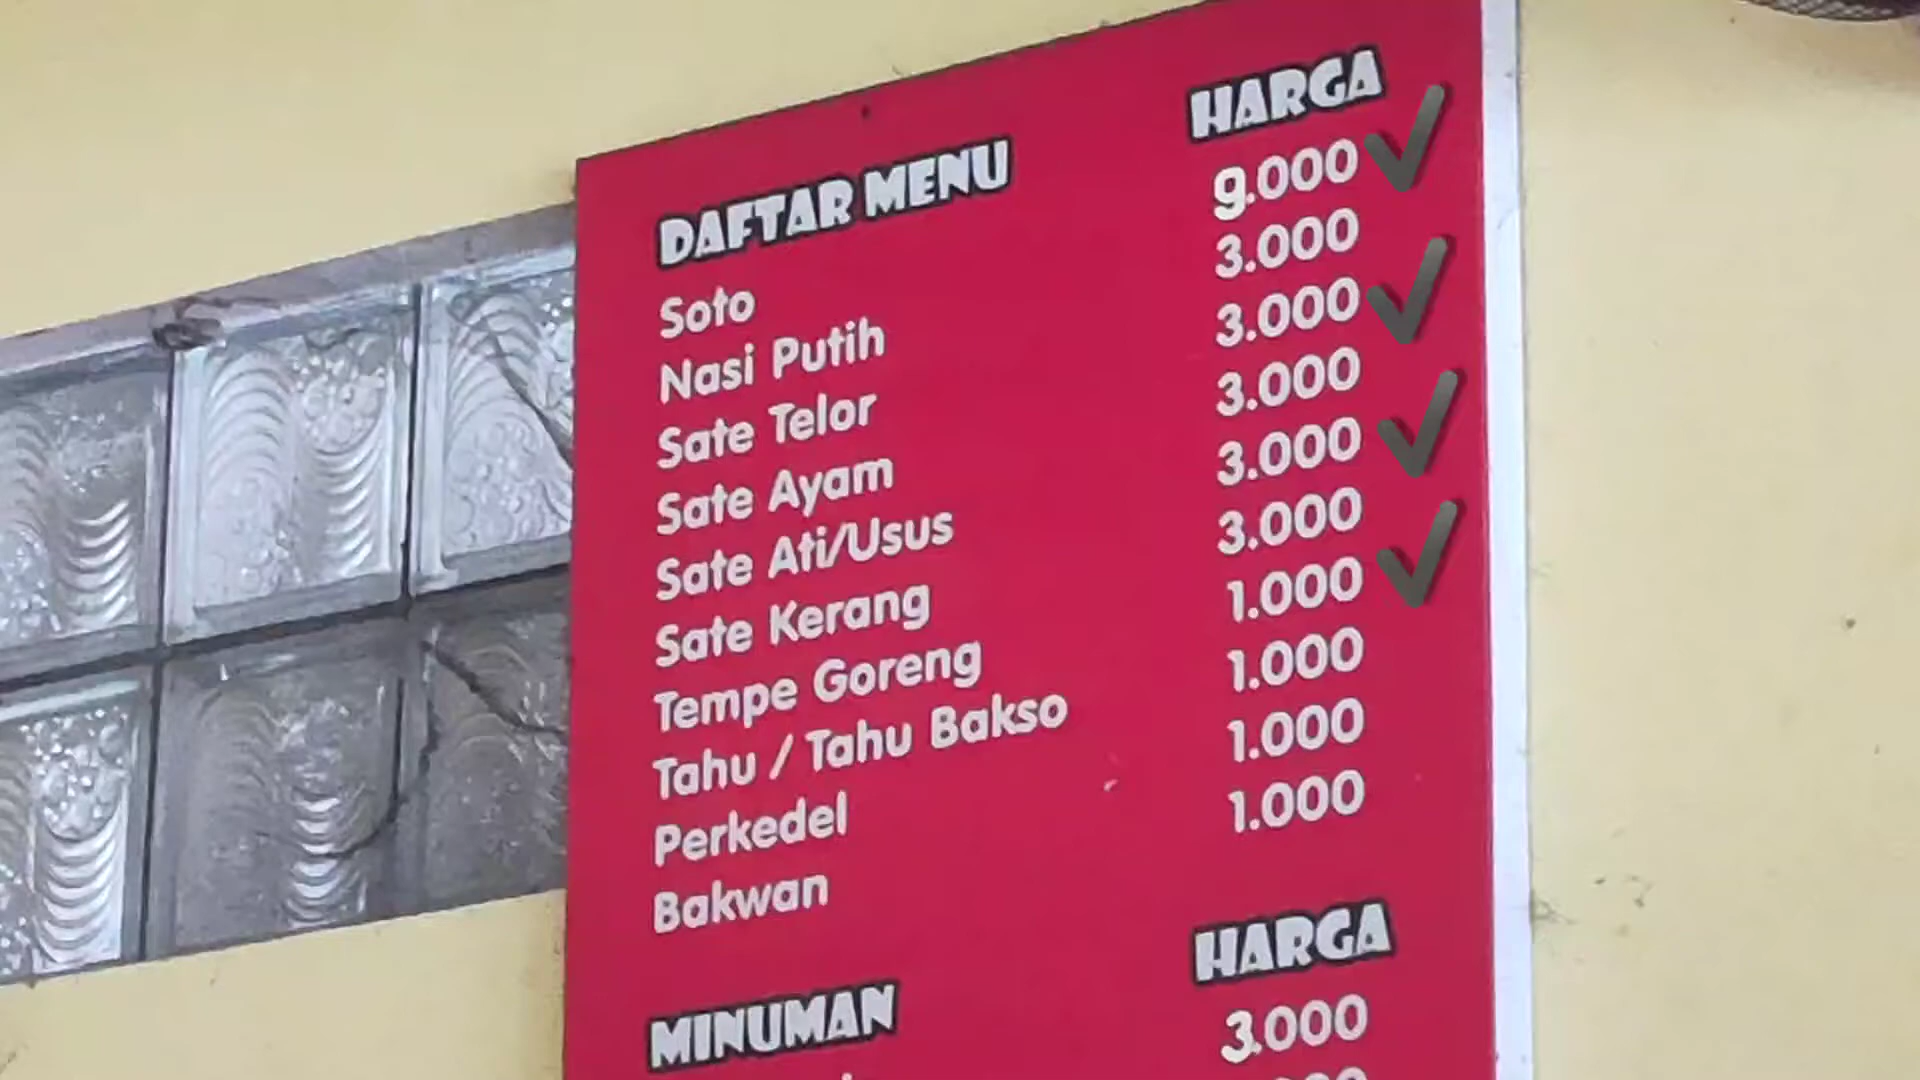 DAFTAR MENU HARGA
Soto 9.000 ✓
Nasi Putih 3.000
Sate Telor 3.000 ✓
Sate Ayam 3.000
Sate Ati/Usus 3.000 ✓
Sate Kerang 3.000
Tempe Goreng 1.000 ✓
Tahu / Tahu Bakso 1.000
Perkedel 1.000
Bakwan 1.000
MINUMAN HARGA
3.000